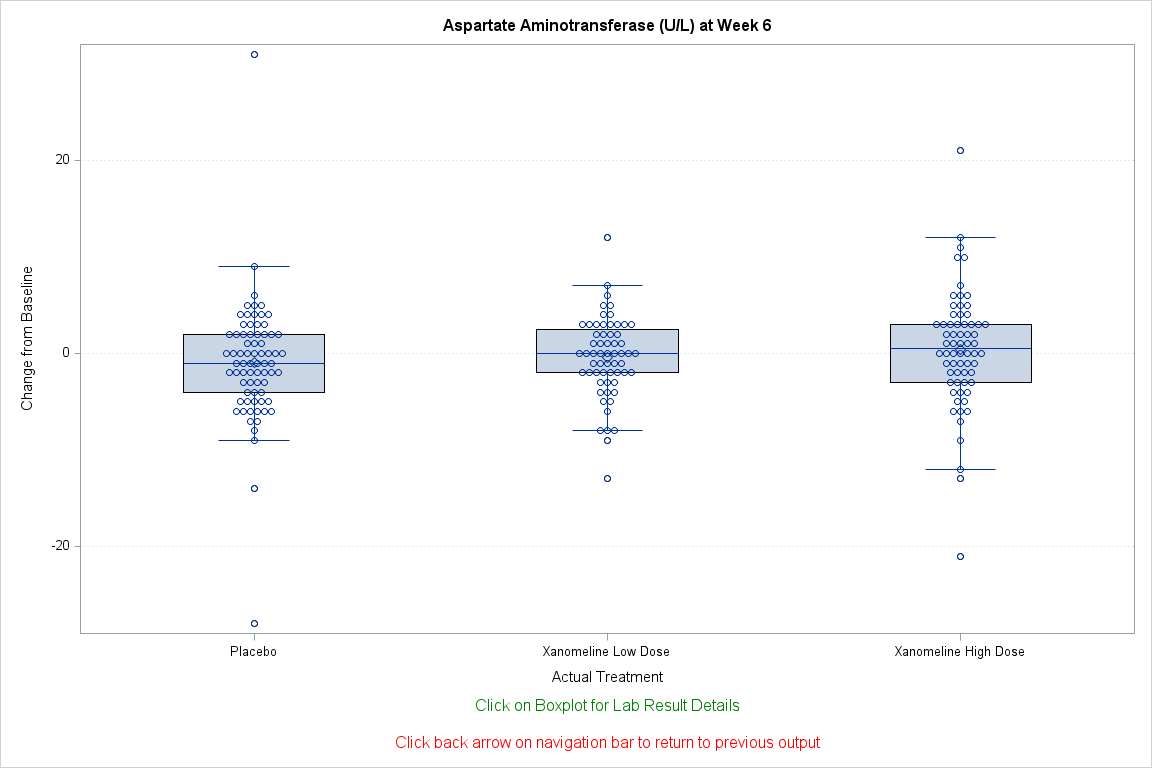 Aspartate Aminotransferase (U/L) at Week 6
Change from Baseline
20
0
-20
Placebo
Xanomeline Low Dose
Xanomeline High Dose
Actual Treatment
Click on Boxplot for Lab Result Details
Click back arrow on navigation bar to return to previous output